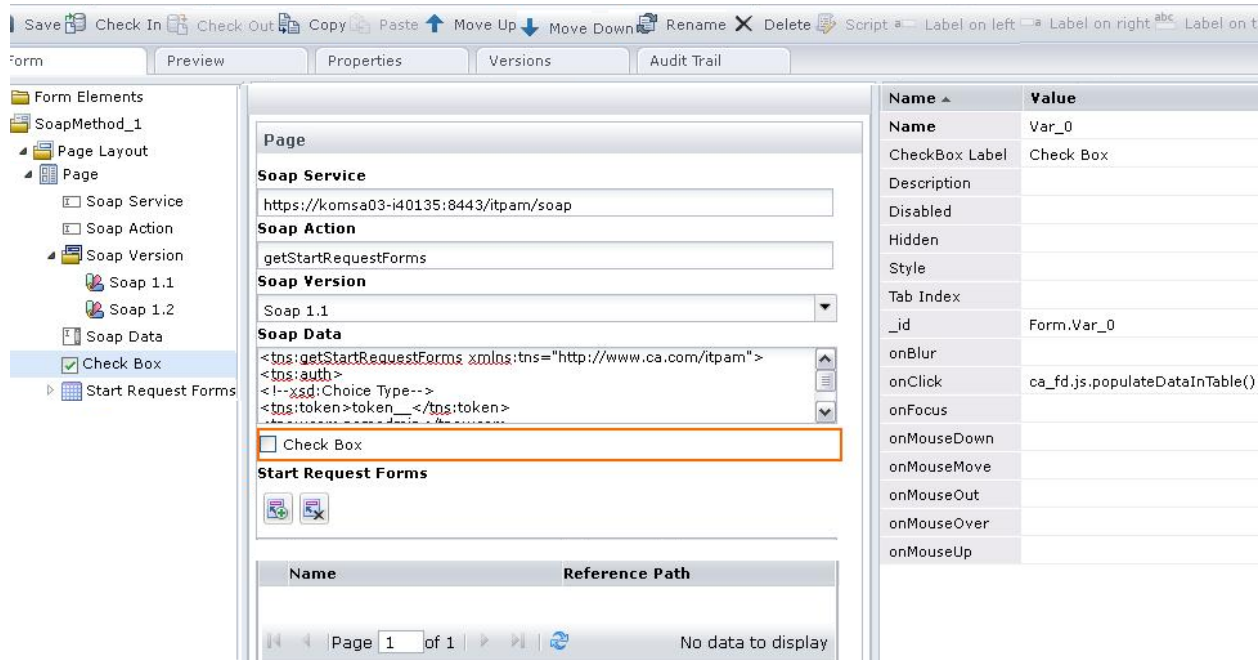 Save Check In Check Out Copy Paste Move Up Move Down Rename Delete Script Label on left Label on right abc Label on t
Form Preview Properties Versions Audit Trail
Form Elements
SoapMethod_1
Page Layout
Page
Soap Service
Soap Action
Soap Version
Soap 1.1
Soap 1.2
Soap Data
Check Box
Start Request Forms
Page
Soap Service
https://komsa03-i40135:8443/itpam/soap
Soap Action
getStartRequestForms
Soap Version
Soap 1.1
Soap Data
<tns:getStartRequestForms xmlns:tns="http://www.ca.com/itpam">
<tns:auth>
<!--xsd:Choice Type-->
<tns:token>token__</tns:token>
Check Box
Start Request Forms
Name Reference Path
Page 1 of 1 No data to display
Name Value
Name Var_0
CheckBox Label Check Box
Description
Disabled
Hidden
Style
Tab Index
_id Form.Var_0
onBlur
onClick ca_fd.js.populateDataInTable()
onFocus
onMouseDown
onMouseMove
onMouseOut
onMouseOver
onMouseUp